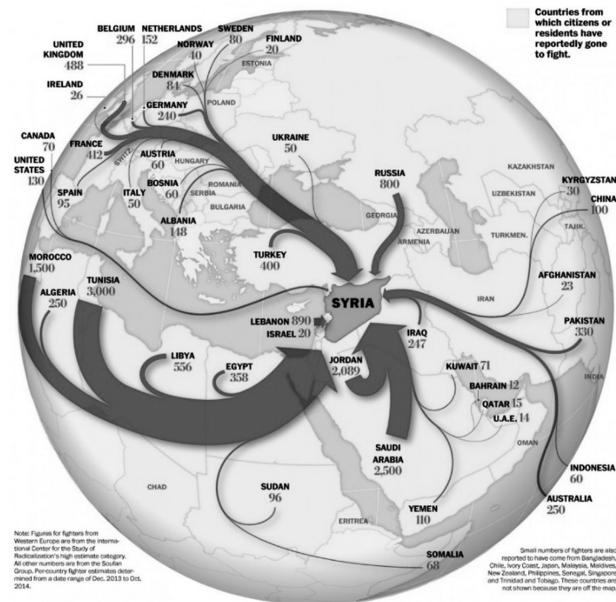 Countries from
which citizens or
residents have
reportedly gone
to fight.
BELGIUM
296
NETHERLANDS
152
SWEDEN
80
FINLAND
20
NORWAY
40
UNITED
KINGDOM
488
ESTONIA
DENMARK
84
IRELAND
26
GERMANY
240
POLAND
CANADA
70
FRANCE
412
SWITZ.
AUSTRIA
60
HUNGARY
UKRAINE
50
RUSSIA
800
KAZAKHSTAN
KYRGYZSTAN
30
UNITED
STATES
130
SPAIN
95
ITALY
50
BOSNIA
60
ROMANIA
SERBIA
BULGARIA
UZBEKISTAN
CHINA
100
ALBANIA
148
GEORGIA
AZERBAIJAN
ARMENIA
TURKMEN.
TAJIK.
MOROCCO
1,500
TURKEY
400
ALGERIA
250
TUNISIA
3,000
AFGHANISTAN
23
SYRIA
IRAN
PAKISTAN
330
LEBANON 890
ISRAEL 20
IRAQ
247
LIBYA
556
EGYPT
358
JORDAN
2,089
KUWAIT 71
INDIA
BAHRAIN 12
QATAR 15
U.A.E. 14
OMAN
SAUDI
ARABIA
2,500
INDONESIA
60
CHAD
SUDAN
96
YEMEN
110
AUSTRALIA
250
ERITREA
SOMALIA
68
Note: Figures for fighters from
Western Europe are from the Interna-
tional Center for the Study of
Radicalization's high estimate category.
All other numbers are from the Soufan
Group. Per-country fighter estimates deter-
mined from a date range of Dec. 2013 to Oct.
2014.
Small numbers of fighters are also
reported to have come from Bangladesh,
Chile, Ivory Coast, Japan, Malaysia, Maldives,
New Zealand, Philippines, Senegal, Singapore
and Trinidad and Tobago. These countries are
not shown because they are off the map.